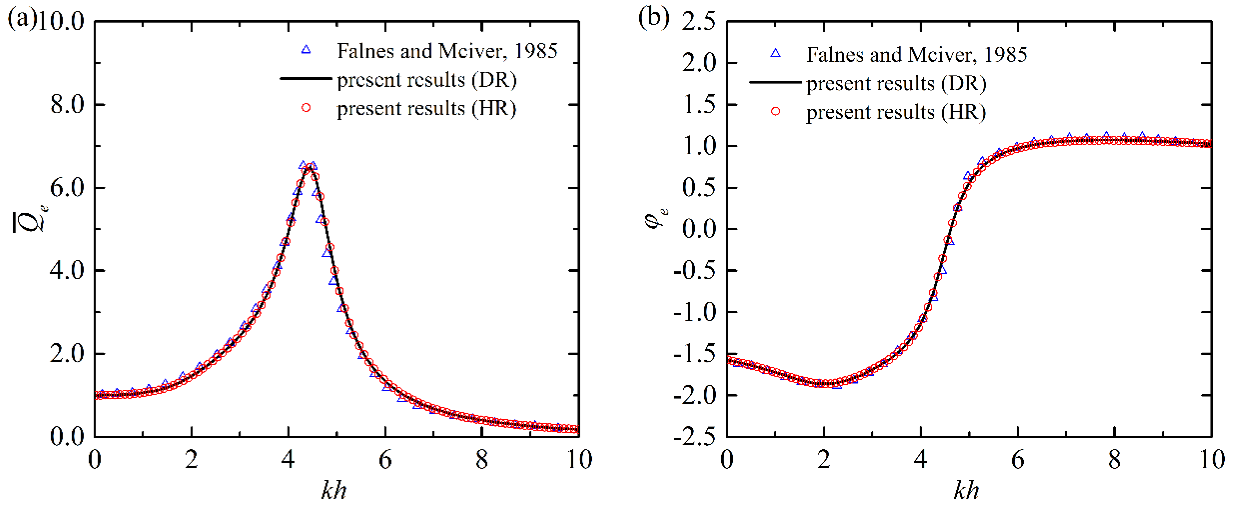 (a)
10.0
8.0
6.0
4.0
2.0
0.0
Q̅e
Falnes and Mciver, 1985
present results (DR)
present results (HR)
0 2 4 6 8 10
kh
(b)
2.5
2.0
1.5
1.0
0.5
0.0
-0.5
-1.0
-1.5
-2.0
-2.5
φe
Falnes and Mciver, 1985
present results (DR)
present results (HR)
0 2 4 6 8 10
kh